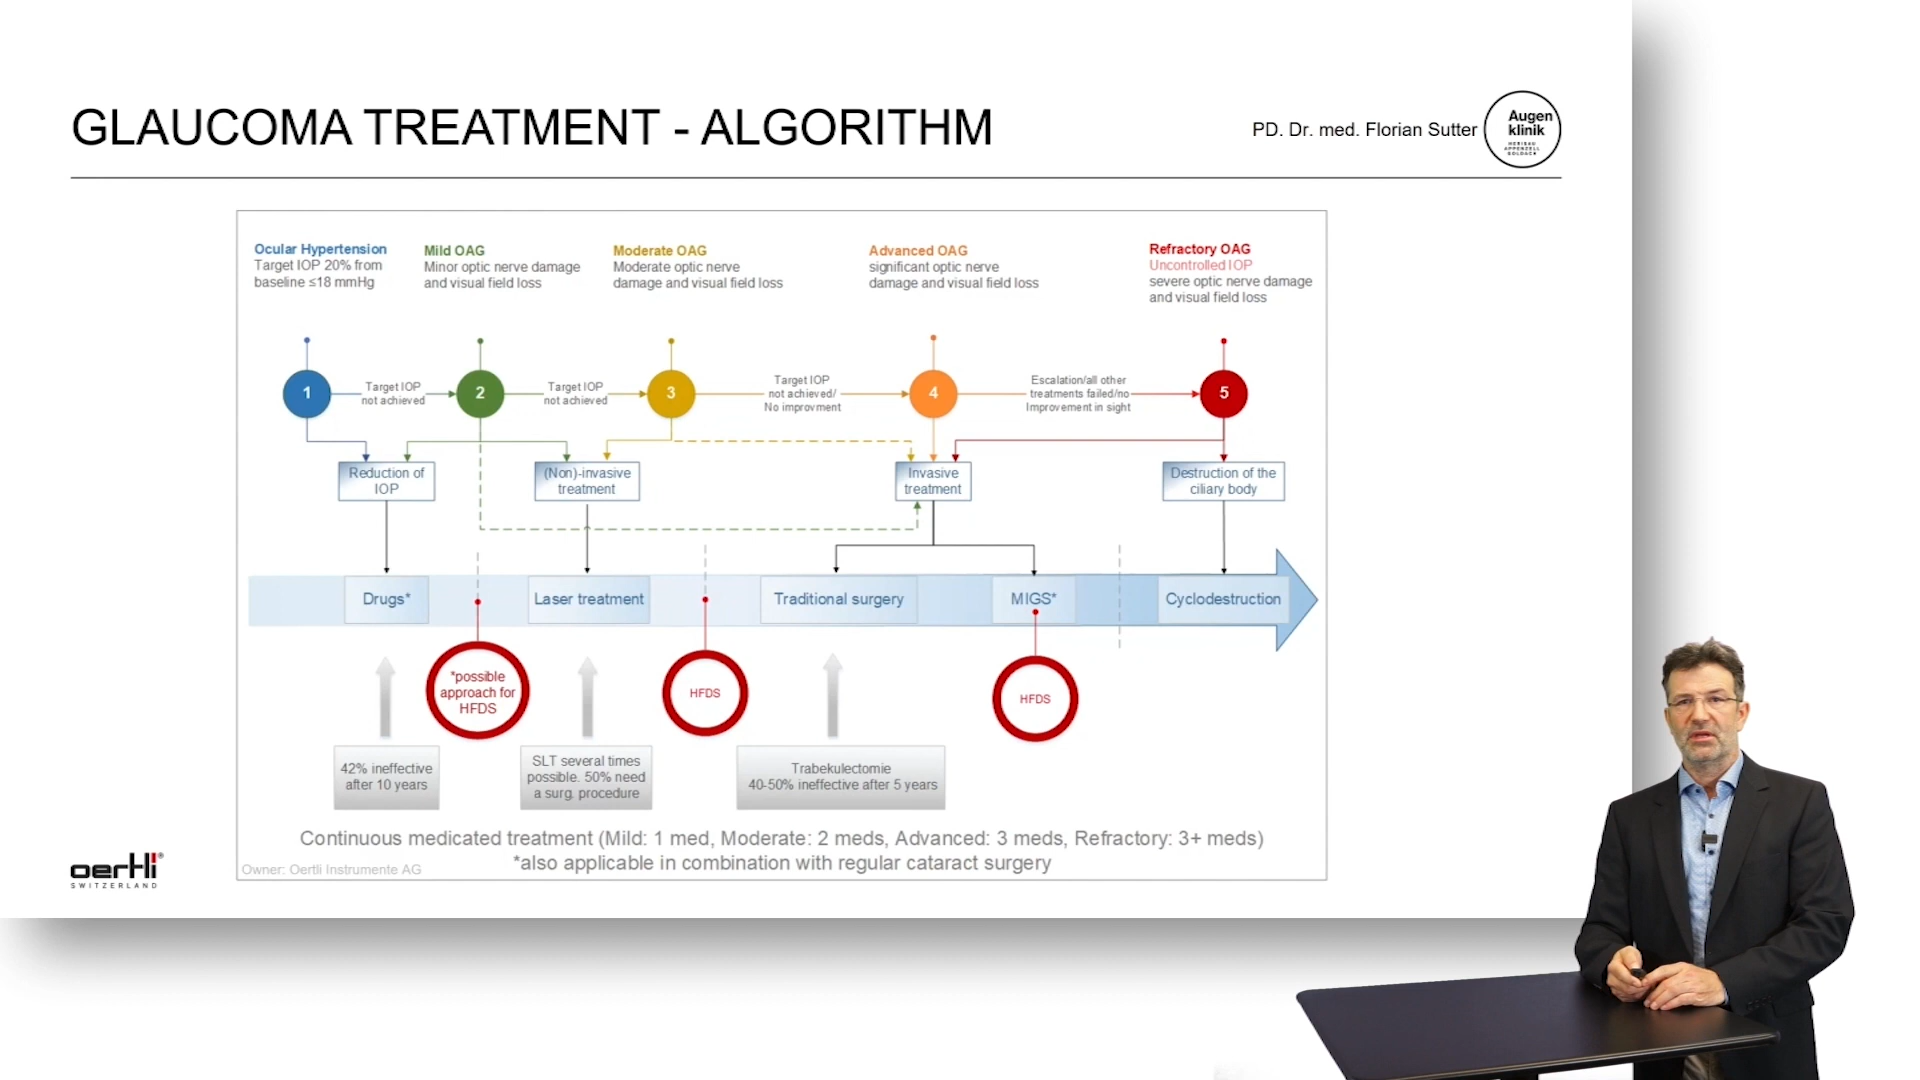 GLAUCOMA TREATMENT - ALGORITHM
PD. Dr. med. Florian Sutter
Augen
klinik
HERISAU
APPENZELL
GOLDACH
Ocular Hypertension
Target IOP 20% from
baseline ≤18 mmHg
Mild OAG
Minor optic nerve damage
and visual field loss
Moderate OAG
Moderate optic nerve
damage and visual field loss
Advanced OAG
significant optic nerve
damage and visual field loss
Refractory OAG
Uncontrolled IOP
severe optic nerve damage
and visual field loss
1
Target IOP
not achieved
2
Target IOP
not achieved
3
Target IOP
not achieved/
No improvment
4
Escalation/all other
treatments failed/no
Improvement in sight
5
Reduction of
IOP
(Non)-invasive
treatment
Invasive
treatment
Destruction of the
ciliary body
Drugs*
Laser treatment
Traditional surgery
MIGS*
Cyclodestruction
*possible
approach for
HFDS
HFDS
HFDS
42% ineffective
after 10 years
SLT several times
possible. 50% need
a surg. procedure
Trabekulectomie
40-50% ineffective after 5 years
Continuous medicated treatment (Mild: 1 med, Moderate: 2 meds, Advanced: 3 meds, Refractory: 3+ meds)
*also applicable in combination with regular cataract surgery
Owner: Oertli Instrumente AG
oertli®
SWITZERLAND